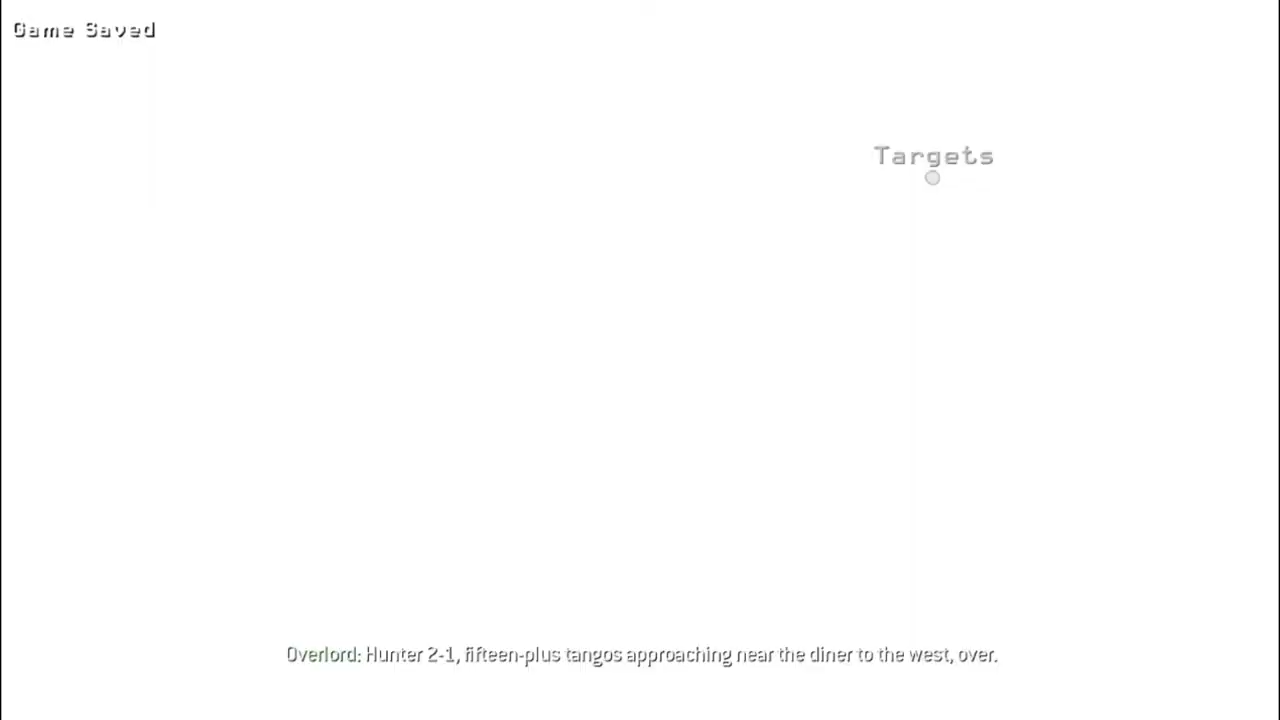 Game Saved
Targets
Overlord: Hunter 2-1, fifteen-plus tangos approaching near the diner to the west, over.